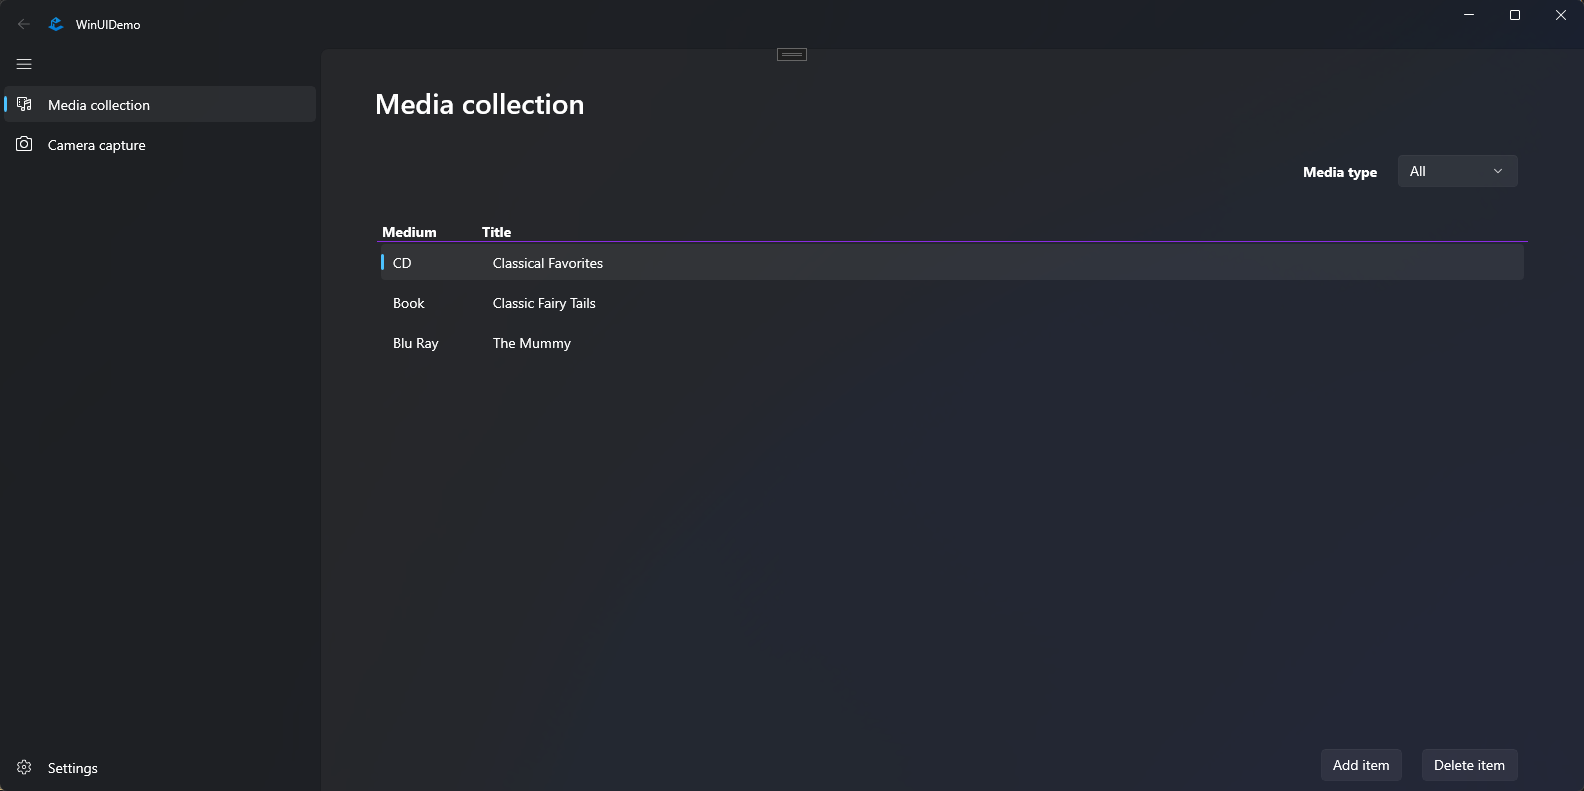 WinUIDemo
Media collection
Camera capture
Settings
Media collection
Media type All
Medium Title
CD Classical Favorites
Book Classic Fairy Tails
Blu Ray The Mummy
Add item Delete item